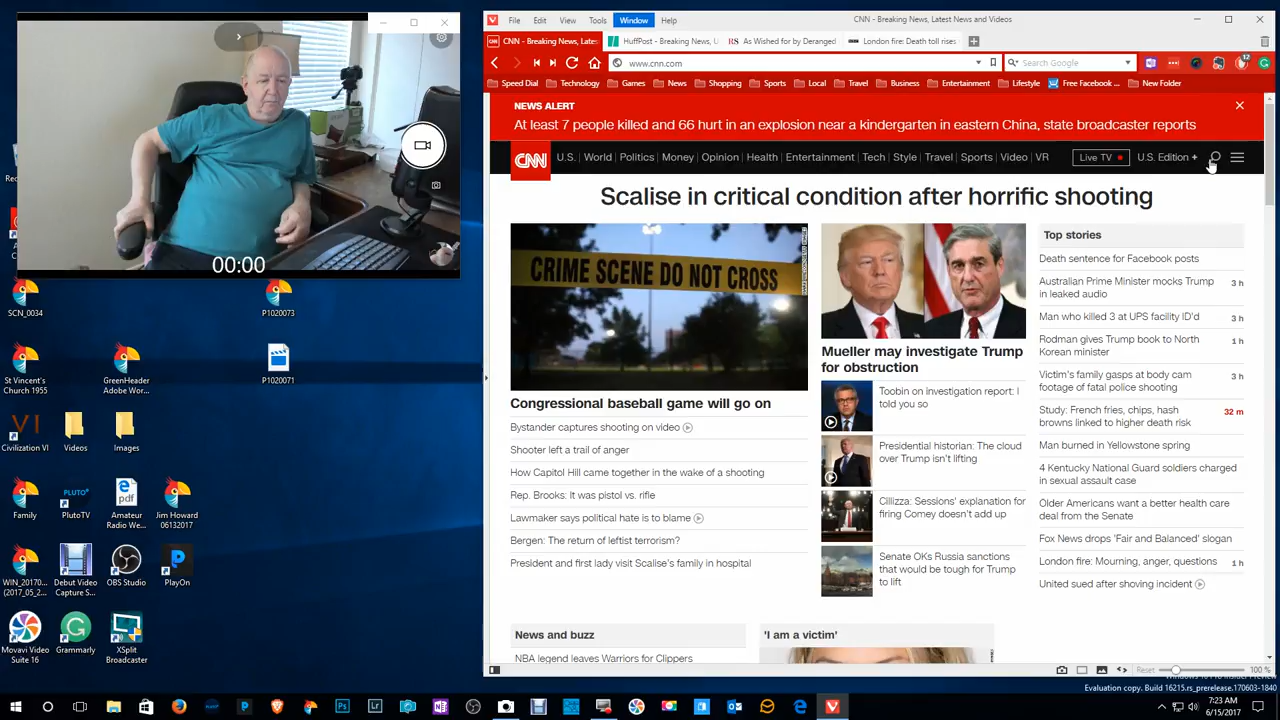 00:00
SCN_0034
P1020073
St Vincent's
Church 1955
GreenHeader
Adobe Wor...
P1020071
Civilization VI
Videos
Images
Family
PLUTO TV
PlutoTV
pdf
Amateur
Radio We...
Jim Howard
06132017
WIN_20170...
(2017_05_2...
Debut Video
Capture S...
OBS Studio
PlayOn
Movavi Video
Suite 16
Grammarly
XSplit
Broadcaster
File Edit View Tools Window Help
CNN - Breaking News, Latest News and Videos
CNN - Breaking News, Lates
HuffPost - Breaking News, U.
RS As Wished for by Deranged
London fire: Death toll rises
www.cnn.com
Search Google
12
Speed Dial Technology Games News Shopping Sports Local Travel Business Entertainment Lifestyle Free Facebook ... New Folder
NEWS ALERT
At least 7 people killed and 66 hurt in an explosion near a kindergarten in eastern China, state broadcaster reports
CNN U.S. World Politics Money Opinion Health Entertainment Tech Style Travel Sports Video VR Live TV U.S. Edition +
Scalise in critical condition after horrific shooting
CRIME SCENE DO NOT CROSS
Congressional baseball game will go on
Bystander captures shooting on video
Shooter left a trail of anger
How Capitol Hill came together in the wake of a shooting
Rep. Brooks: It was pistol vs. rifle
Lawmaker says political hate is to blame
Bergen: The return of leftist terrorism?
President and first lady visit Scalise's family in hospital
Mueller may investigate Trump
for obstruction
Toobin on investigation report: I
told you so
Presidential historian: The cloud
over Trump isn't lifting
Cillizza: Sessions' explanation for
firing Comey doesn't add up
Senate OKs Russia sanctions
that would be tough for Trump
to lift
Top stories
Death sentence for Facebook posts
Australian Prime Minister mocks Trump 3 h
in leaked audio
Man who killed 3 at UPS facility ID'd 3 h
Rodman gives Trump book to North 1 h
Korean minister
Victim's family gasps at body cam 3 h
footage of fatal police shooting
Study: French fries, chips, hash 32 m
browns linked to higher death risk
Man burned in Yellowstone spring
4 Kentucky National Guard soldiers charged
in sexual assault case
Older Americans want a better health care
deal from the Senate
Fox News drops 'Fair and Balanced' slogan
London fire: Mourning, anger, questions 1 h
United sued after shoving incident
News and buzz
NBA legend leaves Warriors for Clippers
'I am a victim'
Reset 100 %
Evaluation copy. Build 16215.rs_prerelease.170603-1840
7:23 AM
6/15/2017